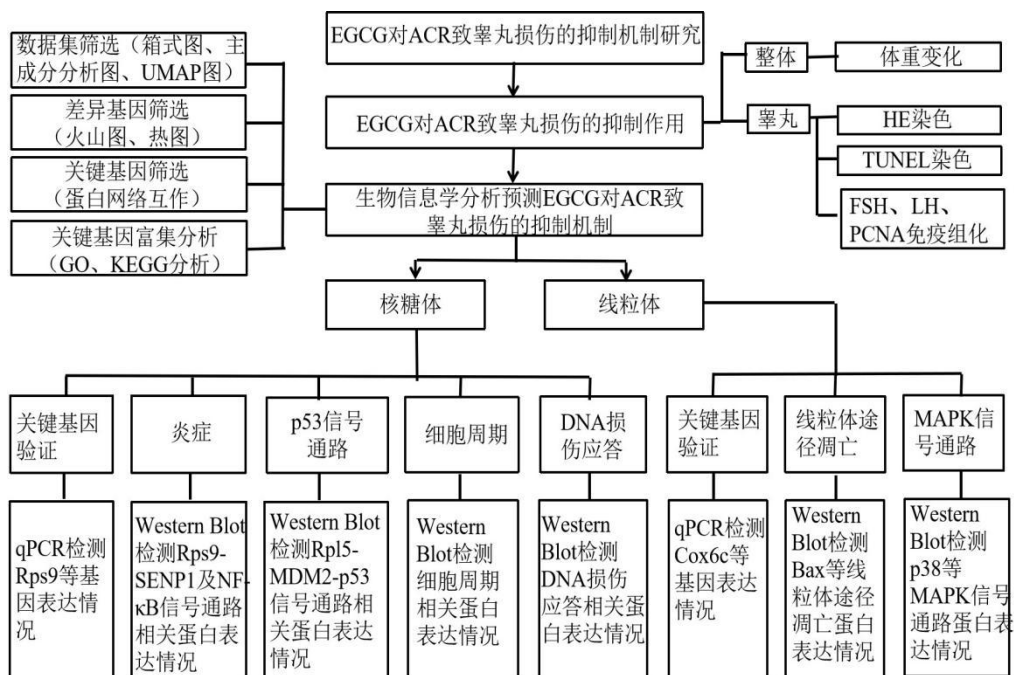 EGCG对ACR致睾丸损伤的抑制机制研究
数据集筛选（箱式图、主
成分分析图、UMAP图）
差异基因筛选
（火山图、热图）
关键基因筛选
（蛋白网络互作）
关键基因富集分析
（GO、KEGG分析）
EGCG对ACR致睾丸损伤的抑制作用
整体
体重变化
睾丸
HE染色
TUNEL染色
FSH、LH、
PCNA免疫组化
生物信息学分析预测EGCG对ACR致
睾丸损伤的抑制机制
核糖体
线粒体
关键基因
验证
炎症
p53信号
通路
细胞周期
DNA损
伤应答
关键基因
验证
线粒体途
径凋亡
MAPK信
号通路
qPCR检测
Rps9等基
因表达情
况
Western Blot
检测Rps9-
SENP1及NF-
κB信号通路
相关蛋白表
达情况
Western Blot
检测Rpl5-
MDM2-p53
信号通路相
关蛋白表达
情况
Western
Blot检测
细胞周期
相关蛋白
表达情况
Western
Blot检测
DNA损伤
应答相关蛋
白表达情况
qPCR检测
Cox6c等
基因表达
情况
Western
Blot检测
Bax等线
粒体途径
凋亡蛋白
表达情况
Western
Blot检测
p38等
MAPK信号
通路蛋白表
达情况